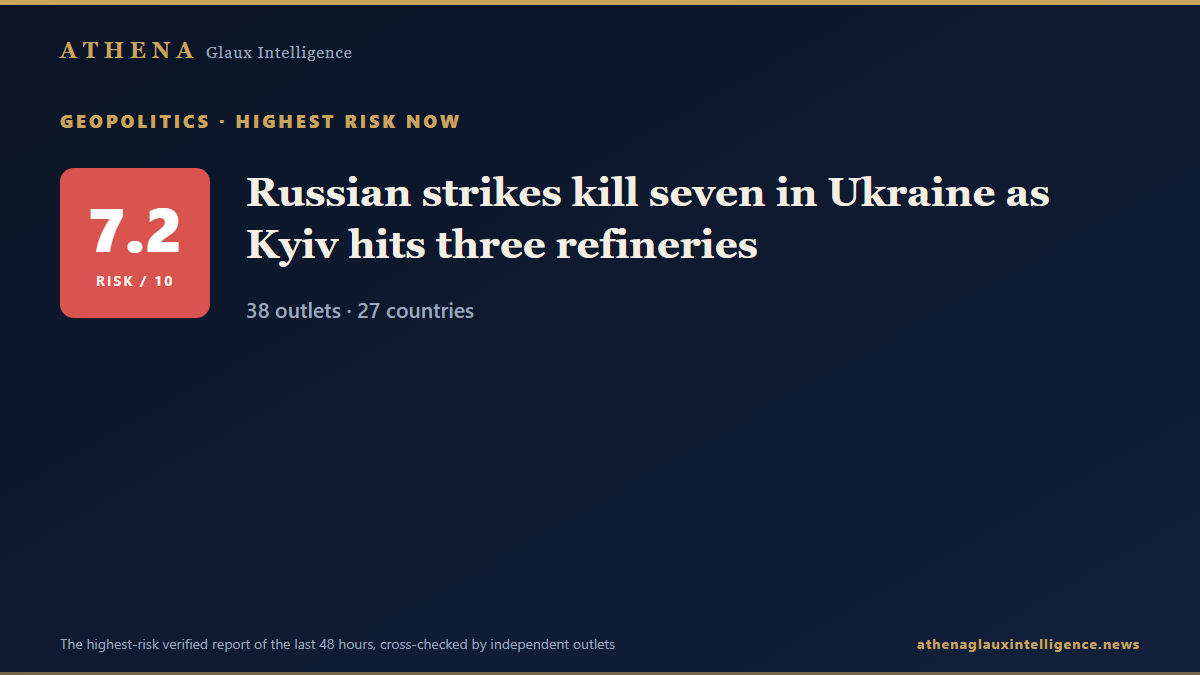 ATHENA Glaux Intelligence
GEOPOLITICS · HIGHEST RISK NOW
7.2
RISK / 10
Russian strikes kill seven in Ukraine as
Kyiv hits three refineries
38 outlets · 27 countries
The highest-risk verified report of the last 48 hours, cross-checked by independent outlets
athenaglauxintelligence.news